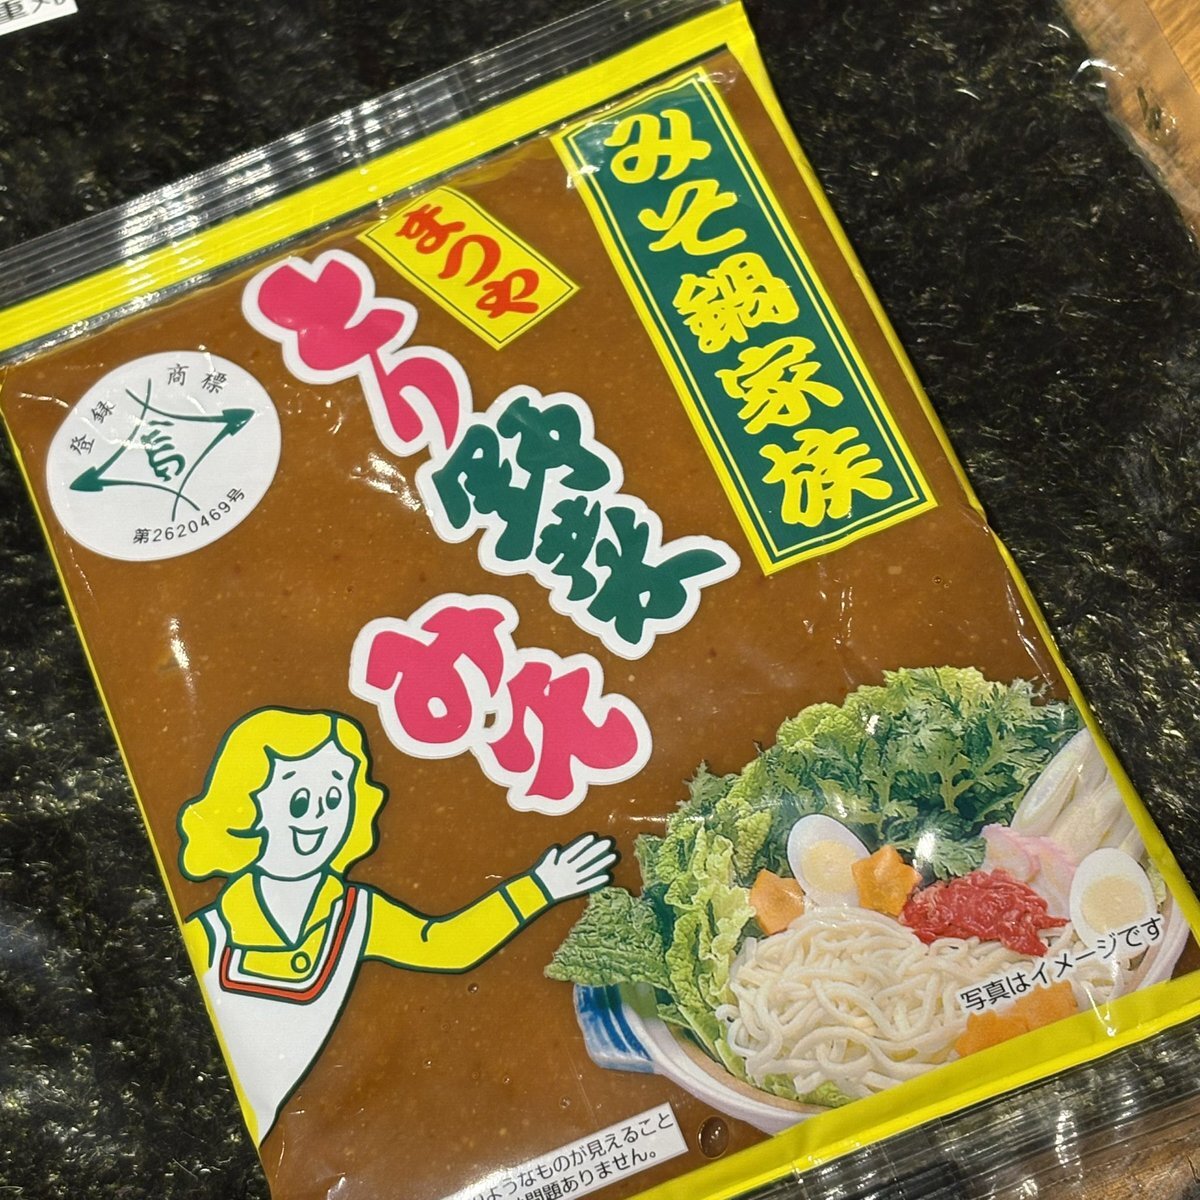 みそ鍋家族
まつや
とり野菜
みそ
登録商標
第2620469号
写真はイメージです
ようなものが見えること
問題ありません。